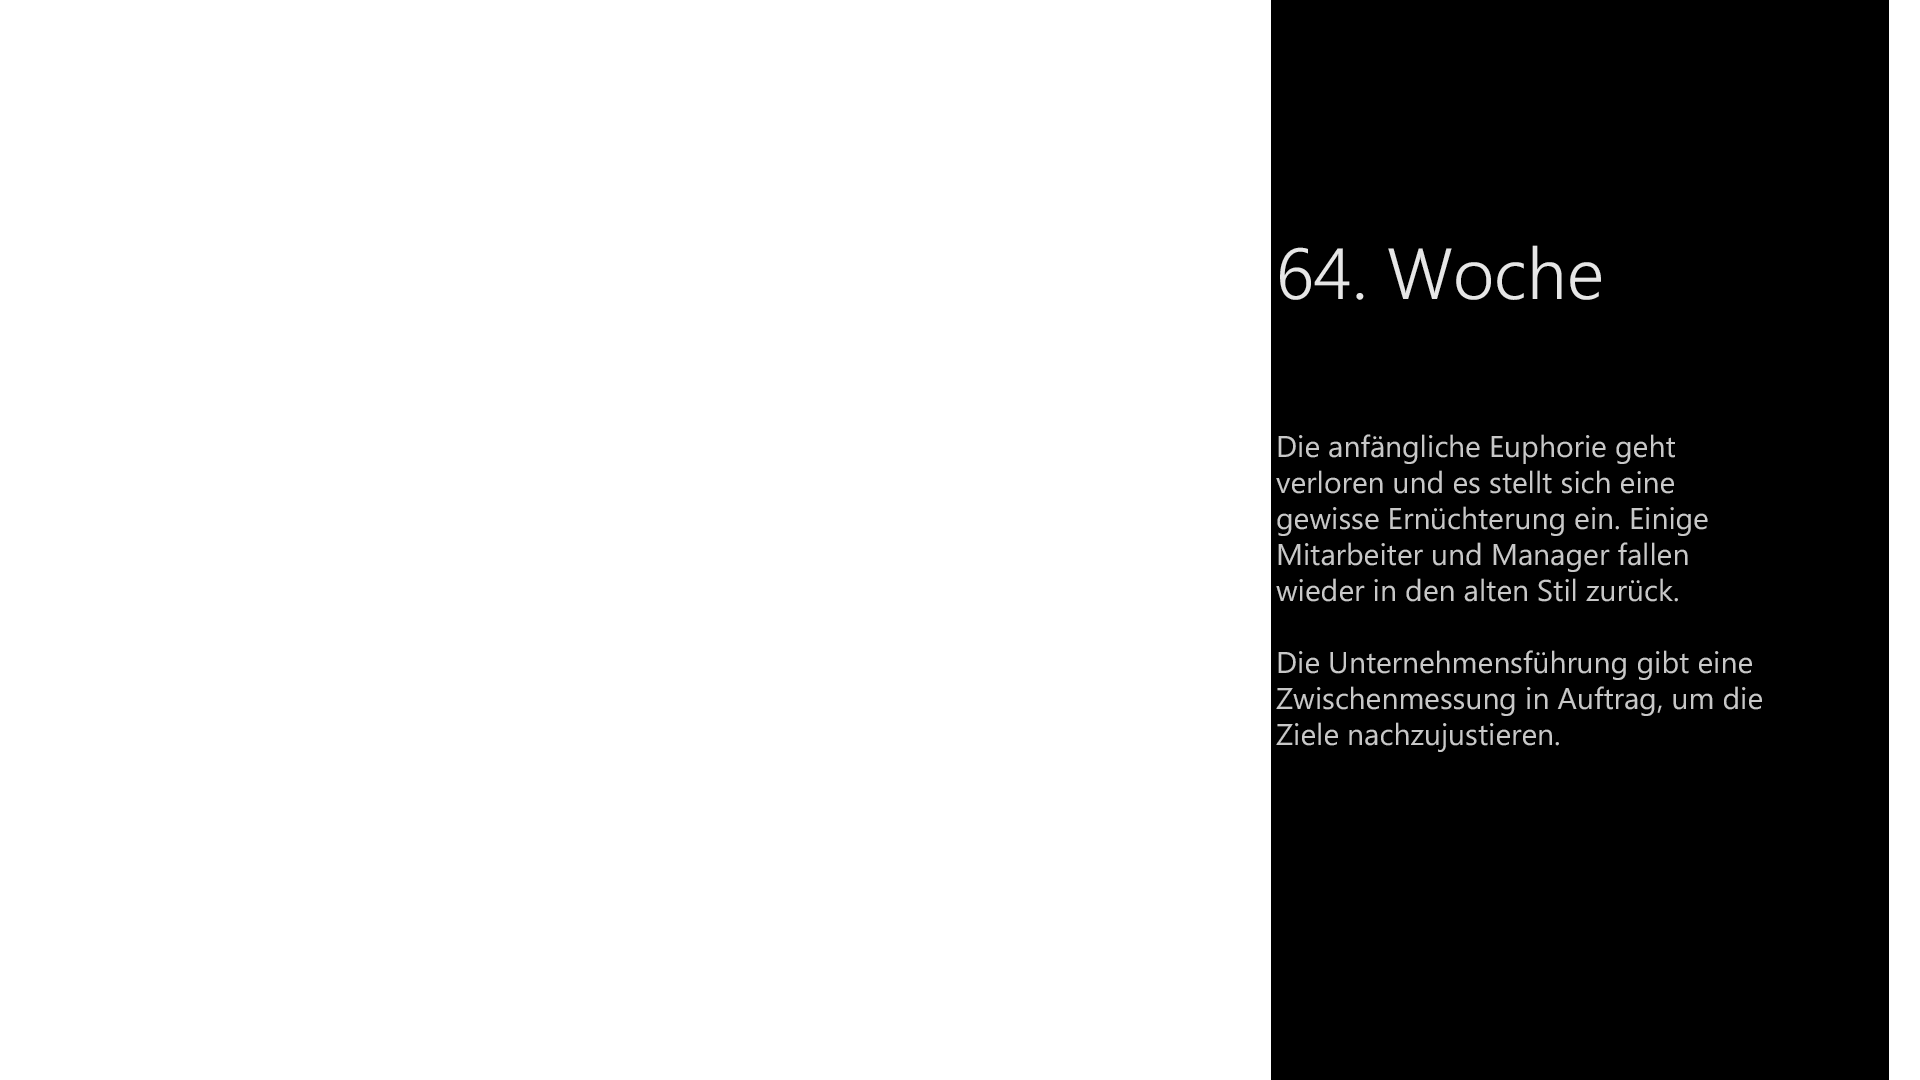 64. Woche
Die anfängliche Euphorie geht
verloren und es stellt sich eine
gewisse Ernüchterung ein. Einige
Mitarbeiter und Manager fallen
wieder in den alten Stil zurück.
Die Unternehmensführung gibt eine
Zwischenmessung in Auftrag, um die
Ziele nachzujustieren.